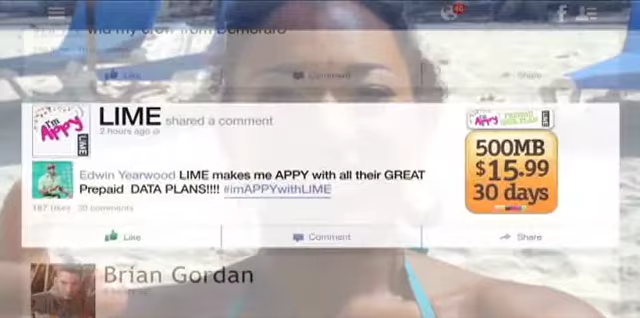 Like Comment Share
I'm
APPY
LIME
LIME shared a comment
2 hours ago
Edwin Yearwood LIME makes me APPY with all their GREAT
Prepaid DATA PLANS!!!! #imAPPYwithLIME
187 likes 30 comments
500MB
$15.99
30 days
Like Comment Share
Brian Gordan